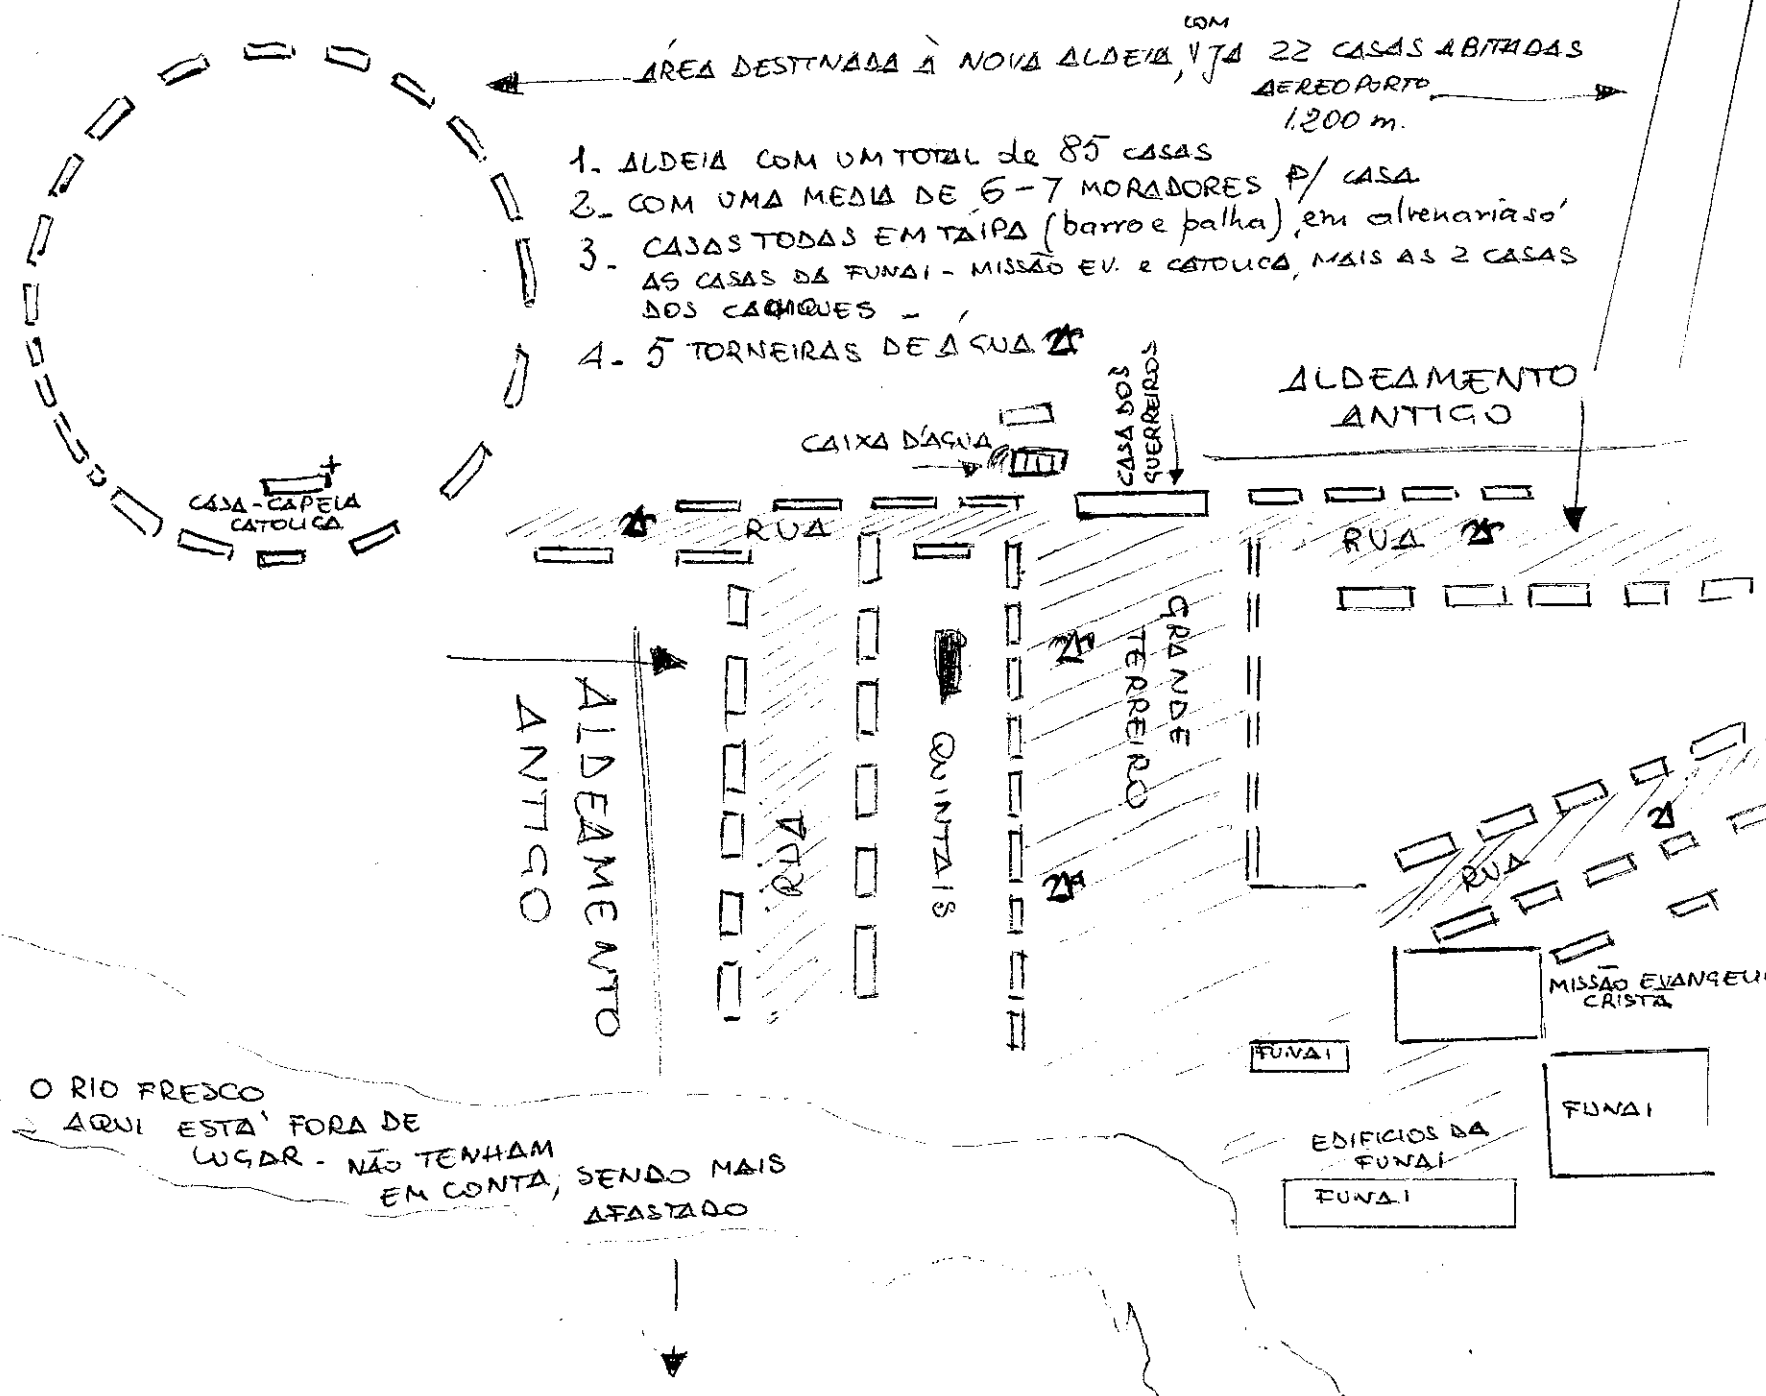 COM
ÁREA DESTINADA À NOVA ALDEIA, JA 22 CASAS ABITADAS
AEREOPORTO
1.200 m.
1. ALDEIA COM UM TOTAL de 85 CASAS
2. COM UMA MEDIA DE 6-7 MORADORES P/ CASA
3. CASAS TODAS EM TAIPA (barro e palha), em alvenaria só
AS CASAS DA FUNAI - MISSÃO EV. e CATOLICA, MAIS AS 2 CASAS
DOS CACIQUES -
4. 5 TORNEIRAS DE ÁGUA
CASA DOS
GUERREIROS
ALDEAMENTO
ANTIGO
CAIXA D'AGUA
CASA-CAPELA
CATOLICA
RUA
RUA
GRANDE
TERREIRO
ALDEAMENTO
ANTIGO
RUA
QUINTAIS
RUA
MISSÃO EVANGELI
CRISTA
FUNAI
FUNAI
EDIFICIOS DA
FUNAI
FUNAI
O RIO FRESCO
AQUI ESTA' FORA DE
LUGAR - NÃO TENHAM
EM CONTA, SENDO MAIS
AFASTADO